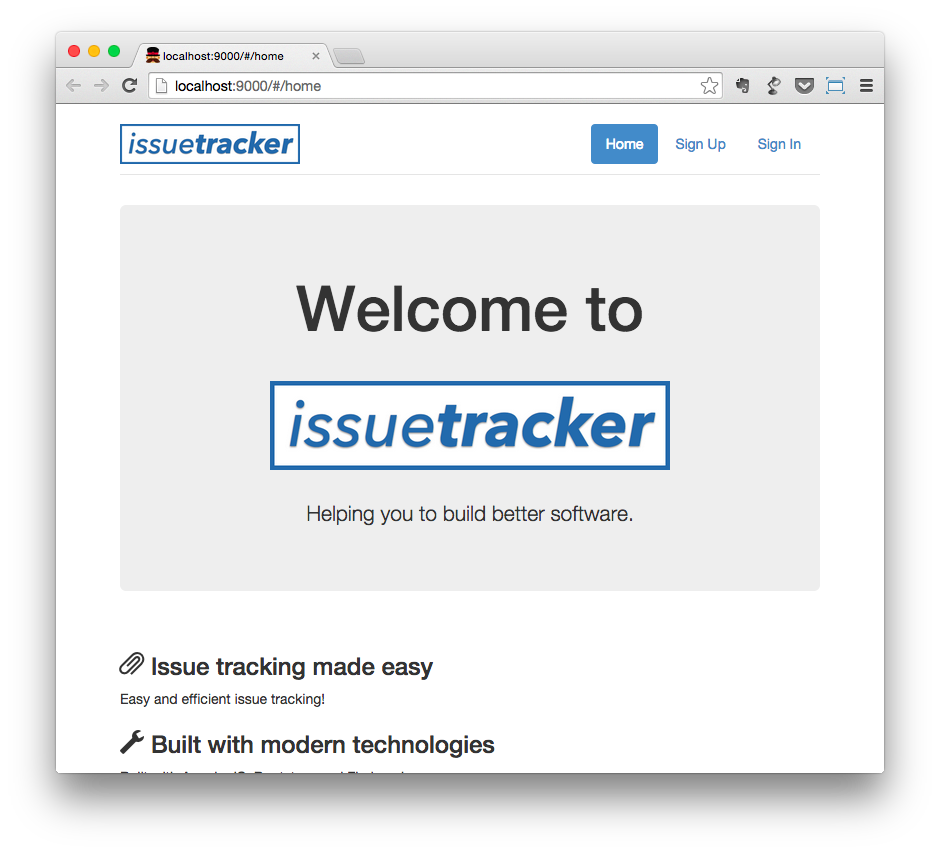 localhost:9000/#/home
localhost:9000/#/home
issuetracker
Home
Sign Up
Sign In
Welcome to
issuetracker
Helping you to build better software.
Issue tracking made easy
Easy and efficient issue tracking!
Built with modern technologies